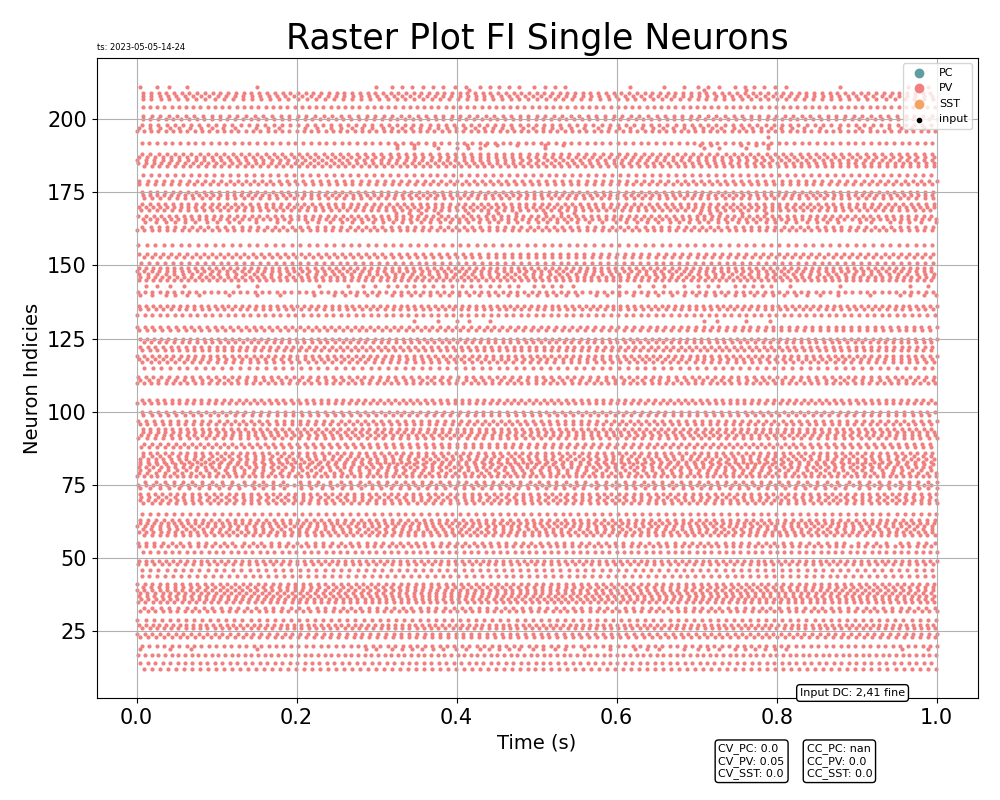 Raster Plot FI Single Neurons
ts: 2023-05-05-14-24
PC
PV
SST
input
200
175
150
125
100
75
50
25
Neuron Indicies
Input DC: 2,41 fine
0.0 0.2 0.4 0.6 0.8 1.0
Time (s)
CV_PC: 0.0
CV_PV: 0.05
CV_SST: 0.0
CC_PC: nan
CC_PV: 0.0
CC_SST: 0.0